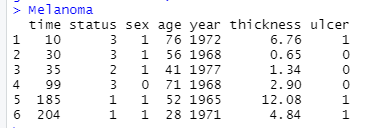 > Melanoma
time status sex age year thickness ulcer
1 10 3 1 76 1972 6.76 1
2 30 3 1 56 1968 0.65 0
3 35 2 1 41 1977 1.34 0
4 99 3 0 71 1968 2.90 0
5 185 1 1 52 1965 12.08 1
6 204 1 1 28 1971 4.84 1